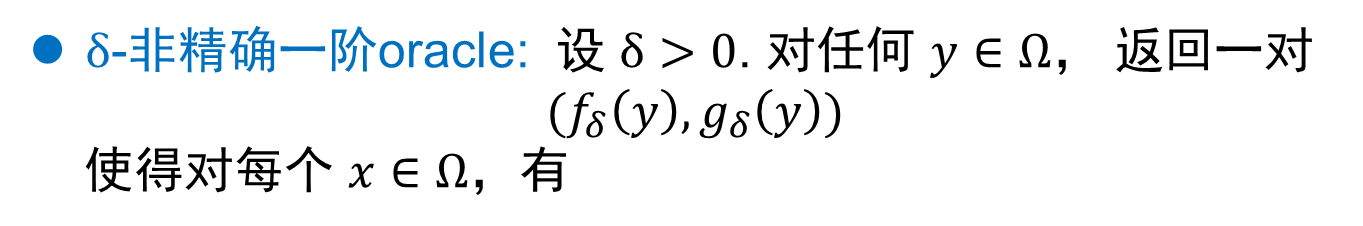 ● δ-非精确一阶oracle: 设 δ > 0. 对任何 y ∈ Ω， 返回一对
(f_δ(y), g_δ(y))
使得对每个 x ∈ Ω，有